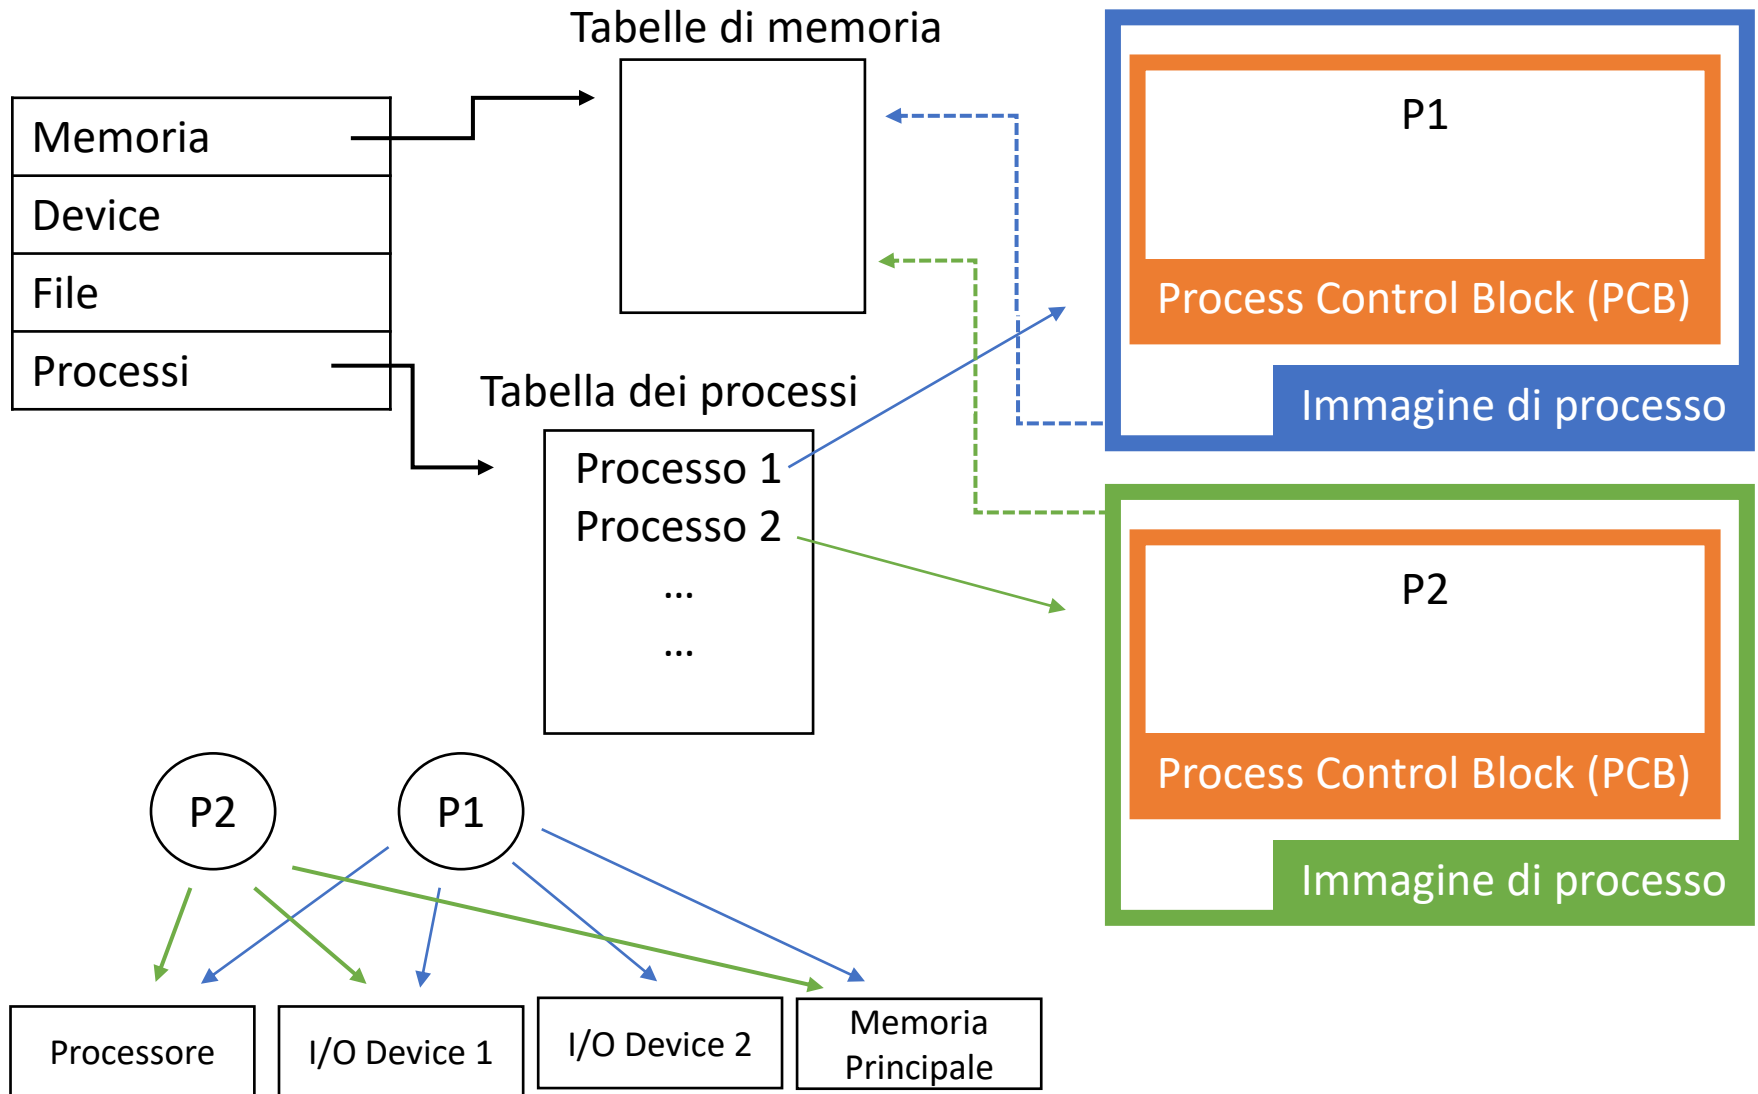 Tabelle di memoria
Memoria
Device
File
Processi
Tabella dei processi
Processo 1
Processo 2
...
...
P1
Process Control Block (PCB)
Immagine di processo
P2
Process Control Block (PCB)
Immagine di processo
P2
P1
Processore
I/O Device 1
I/O Device 2
Memoria
Principale